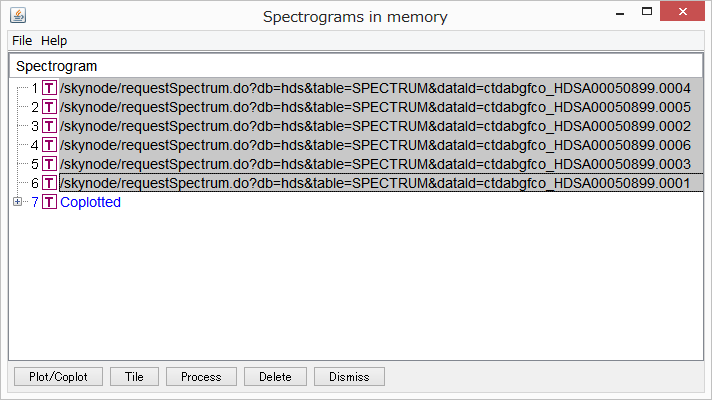 Spectrograms in memory
File Help
Spectrogram
1 T /skynode/requestSpectrum.do?db=hds&table=SPECTRUM&dataId=ctdabgfco_HDSA00050899.0004
2 T /skynode/requestSpectrum.do?db=hds&table=SPECTRUM&dataId=ctdabgfco_HDSA00050899.0005
3 T /skynode/requestSpectrum.do?db=hds&table=SPECTRUM&dataId=ctdabgfco_HDSA00050899.0002
4 T /skynode/requestSpectrum.do?db=hds&table=SPECTRUM&dataId=ctdabgfco_HDSA00050899.0006
5 T /skynode/requestSpectrum.do?db=hds&table=SPECTRUM&dataId=ctdabgfco_HDSA00050899.0003
6 T /skynode/requestSpectrum.do?db=hds&table=SPECTRUM&dataId=ctdabgfco_HDSA00050899.0001
7 T Coplotted
Plot/Coplot Tile Process Delete Dismiss